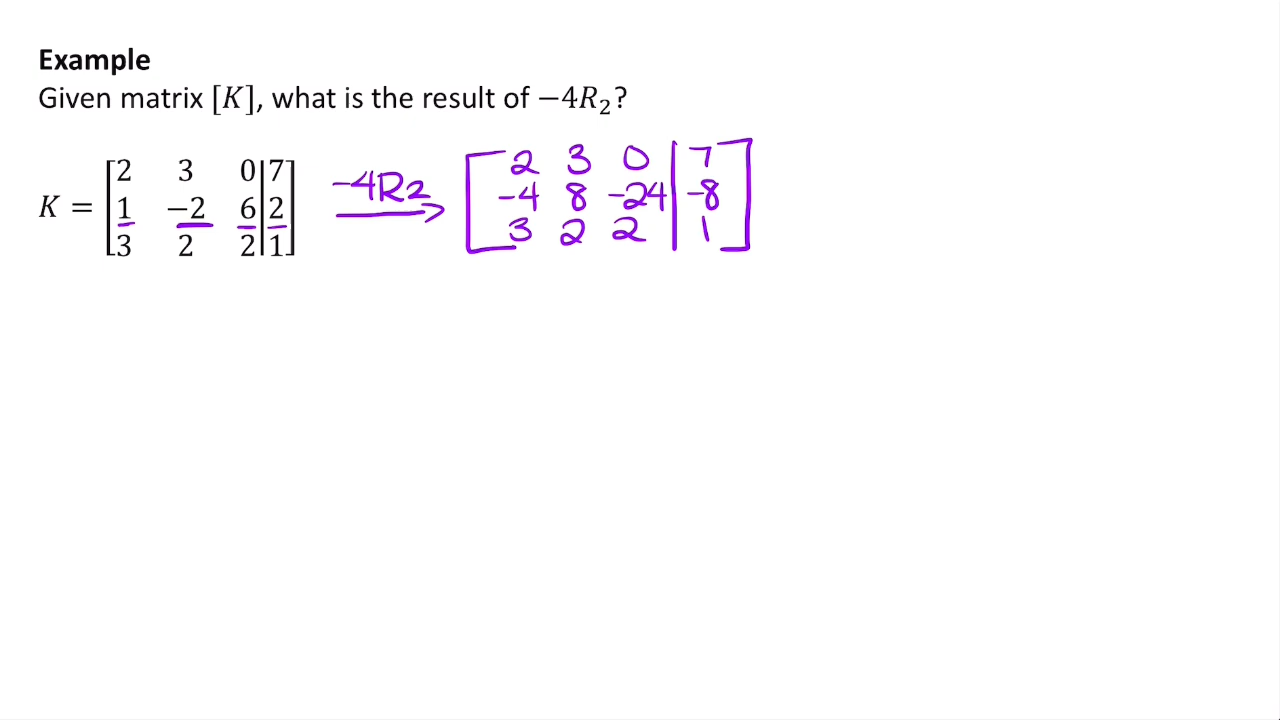 Example
Given matrix [K], what is the result of −4R₂?
K = [2 3 0|7]
[1 −2 6|2]
[3 2 2|1]
−4R2
[2 3 0 | 7]
[−4 8 −24 | −8]
[3 2 2 | 1]